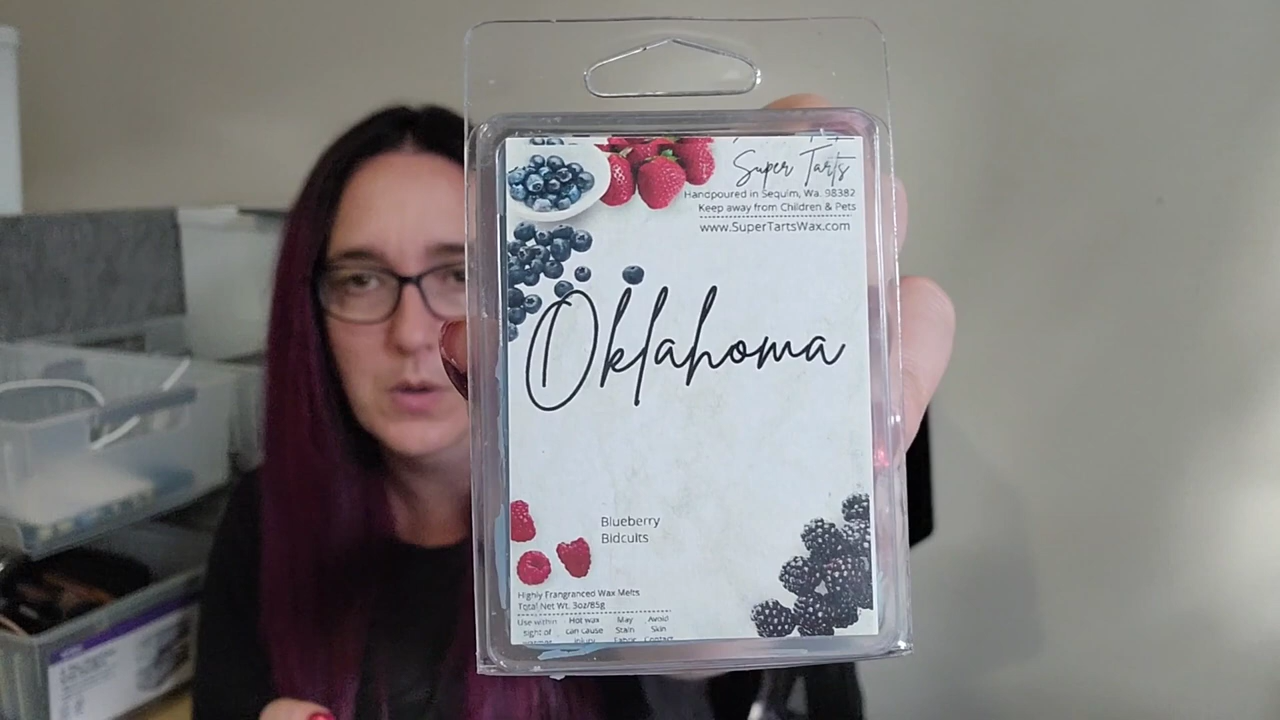 Super Tarts
Handpoured in Sequim, Wa. 98382
Keep away from Children & Pets
www.SuperTartsWax.com
Oklahoma
Blueberry
Bidcuits
Highly Frangranced Wax Melts
Total Net Wt. 3oz/85g
Use within Hot wax May Avoid
sight of can cause Stain Skin
injury Fabric Contact